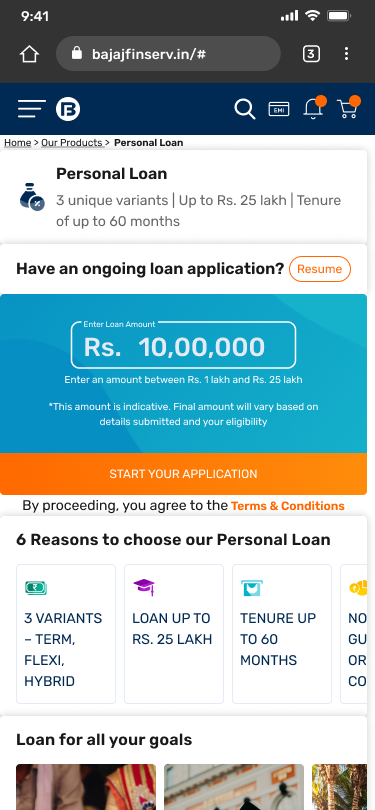 9:41
bajajfinserv.in/#
3
B
EMI
Home > Our Products > Personal Loan
Personal Loan
3 unique variants | Up to Rs. 25 lakh | Tenure
of up to 60 months
Have an ongoing loan application? Resume
Enter Loan Amount
Rs. 10,00,000
Enter an amount between Rs. 1 lakh and Rs. 25 lakh
*This amount is indicative. Final amount will vary based on
details submitted and your eligibility
START YOUR APPLICATION
By proceeding, you agree to the Terms & Conditions
6 Reasons to choose our Personal Loan
3 VARIANTS
– TERM,
FLEXI,
HYBRID
LOAN UP TO
RS. 25 LAKH
TENURE UP
TO 60
MONTHS
NO
GU
OR
CO
Loan for all your goals